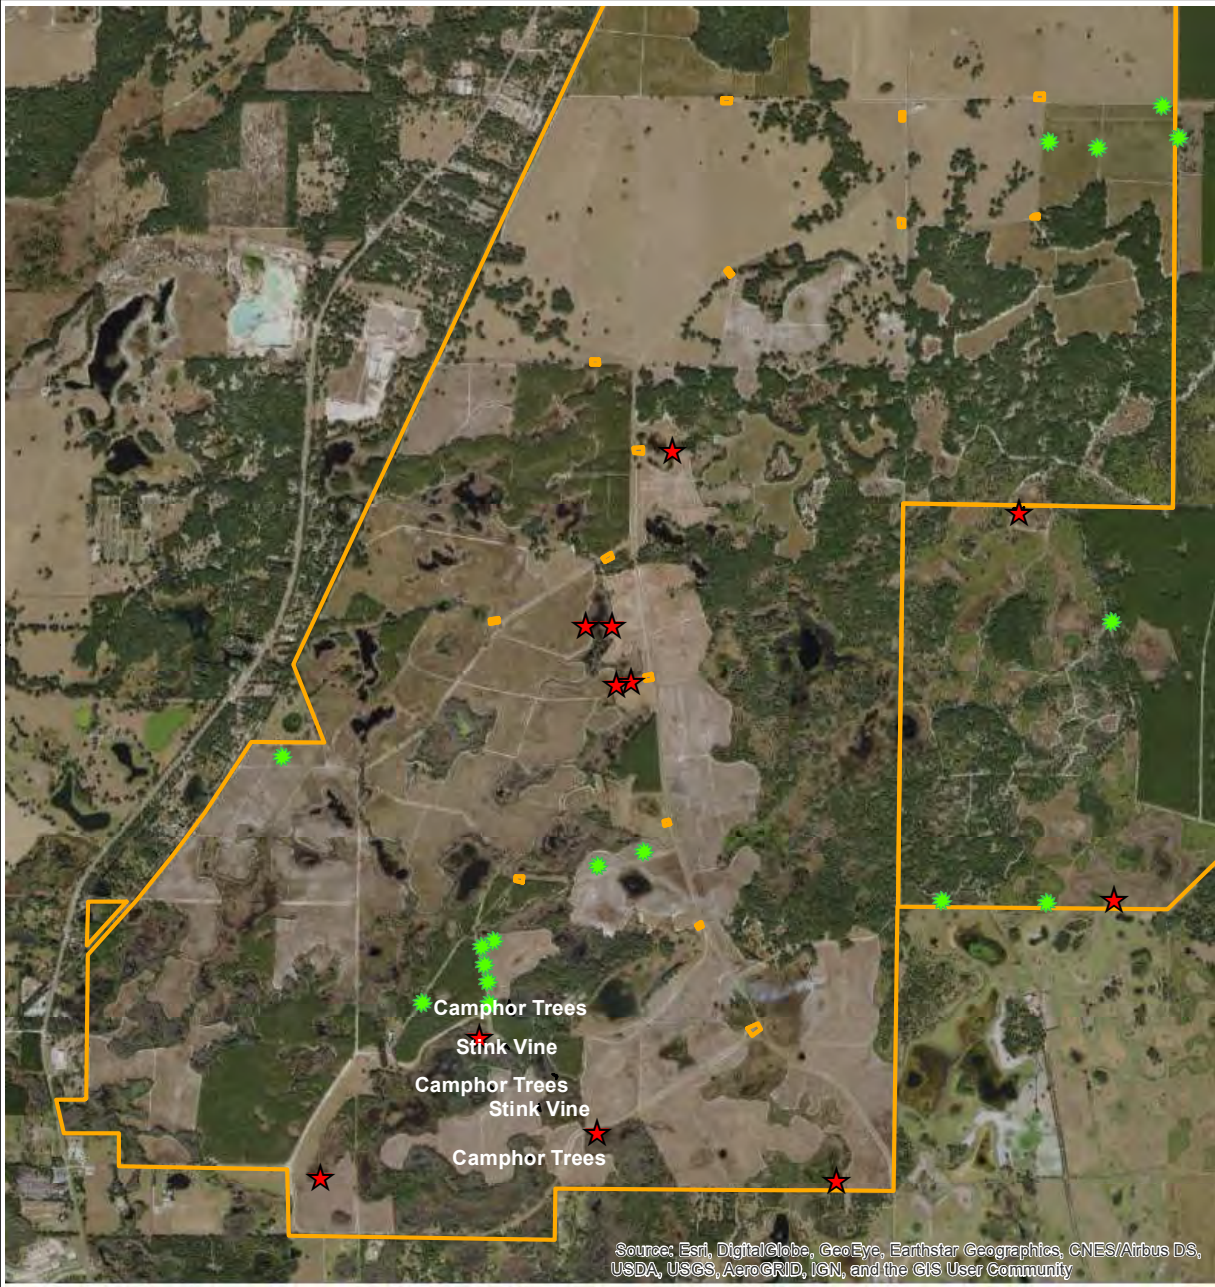 Camphor Trees
Stink Vine
Camphor Trees
Stink Vine
Camphor Trees
Source: Esri, DigitalGlobe, GeoEye, Earthstar Geographics, CNES/Airbus DS,
USDA, USGS, AeroGRID, IGN, and the GIS User Community